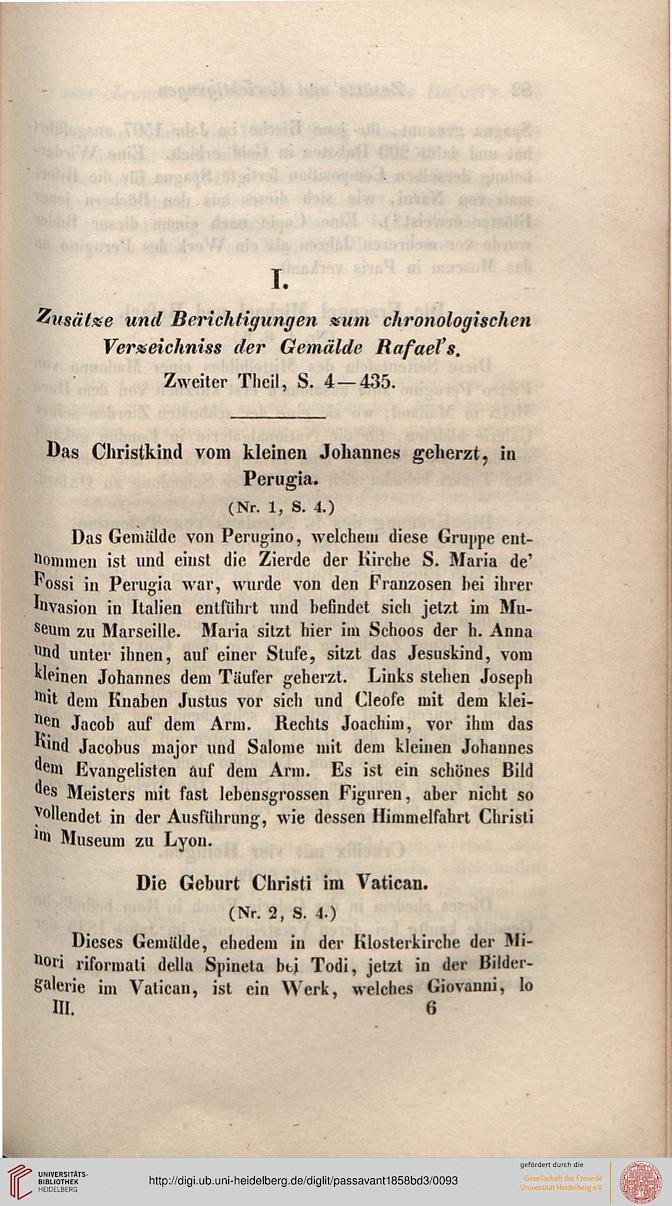 I.
Zusätze und Berichtigungen zum chronologischen
Verzeichniss der Gemälde Rafael's.
Zweiter Theil, S. 4—435.
Das Christkind vom kleinen Johannes geherzt, in
Perugia.
(Nr. 1, S. 4.)
Das Gemälde von Perugino, welchem diese Gruppe ent-
nommen ist und einst die Zierde der Kirche S. Maria de'
Fossi in Perugia war, wurde von den Franzosen bei ihrer
Invasion in Italien entführt und befindet sich jetzt im Mu-
seum zu Marseille. Maria sitzt hier im Schoos der h. Anna
und unter ihnen, auf einer Stufe, sitzt das Jesuskind, vom
kleinen Johannes dem Täufer geherzt. Links stehen Joseph
mit dem Knaben Justus vor sich und Cleofe mit dem klei-
nen Jacob auf dem Arm. Rechts Joachim, vor ihm das
Kind Jacobus major und Salome mit dem kleinen Johannes
dem Evangelisten auf dem Arm. Es ist ein schönes Bild
des Meisters mit fast lebensgrossen Figuren, aber nicht so
vollendet in der Ausführung, wie dessen Himmelfahrt Christi
im Museum zu Lyon.
Die Geburt Christi im Vatican.
(Nr. 2, S. 4.)
Dieses Gemälde, ehedem in der Klosterkirche der Mi-
nori riformati della Spineta bei Todi, jetzt in der Bilder-
galerie im Vatican, ist ein Werk, welches Giovanni, lo
III. 6
UNIVERSITÄTS-
BIBLIOTHEK
HEIDELBERG
http://digi.ub.uni-heidelberg.de/diglit/passavant1858bd3/0093
gefördert durch die
Gesellschaft der Freunde
Universität Heidelberg e.V.